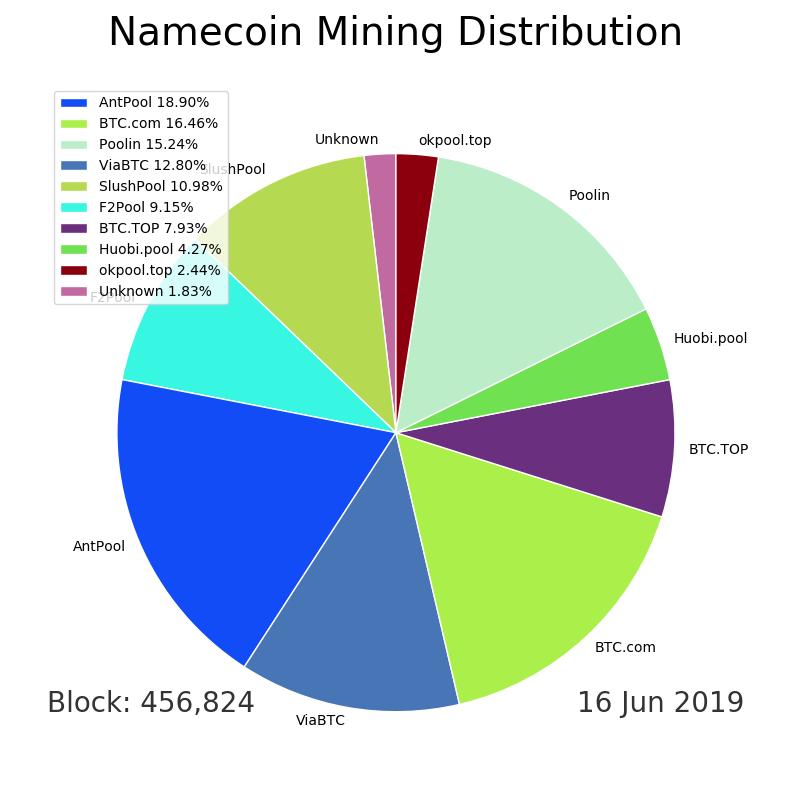 Namecoin Mining Distribution
AntPool 18.90%
BTC.com 16.46%
Poolin 15.24%
ViaBTC 12.80%
SlushPool 10.98%
F2Pool 9.15%
BTC.TOP 7.93%
Huobi.pool 4.27%
okpool.top 2.44%
Unknown 1.83%
Unknown
okpool.top
SlushPool
Poolin
F2Pool
Huobi.pool
BTC.TOP
AntPool
BTC.com
ViaBTC
Block: 456,824
16 Jun 2019